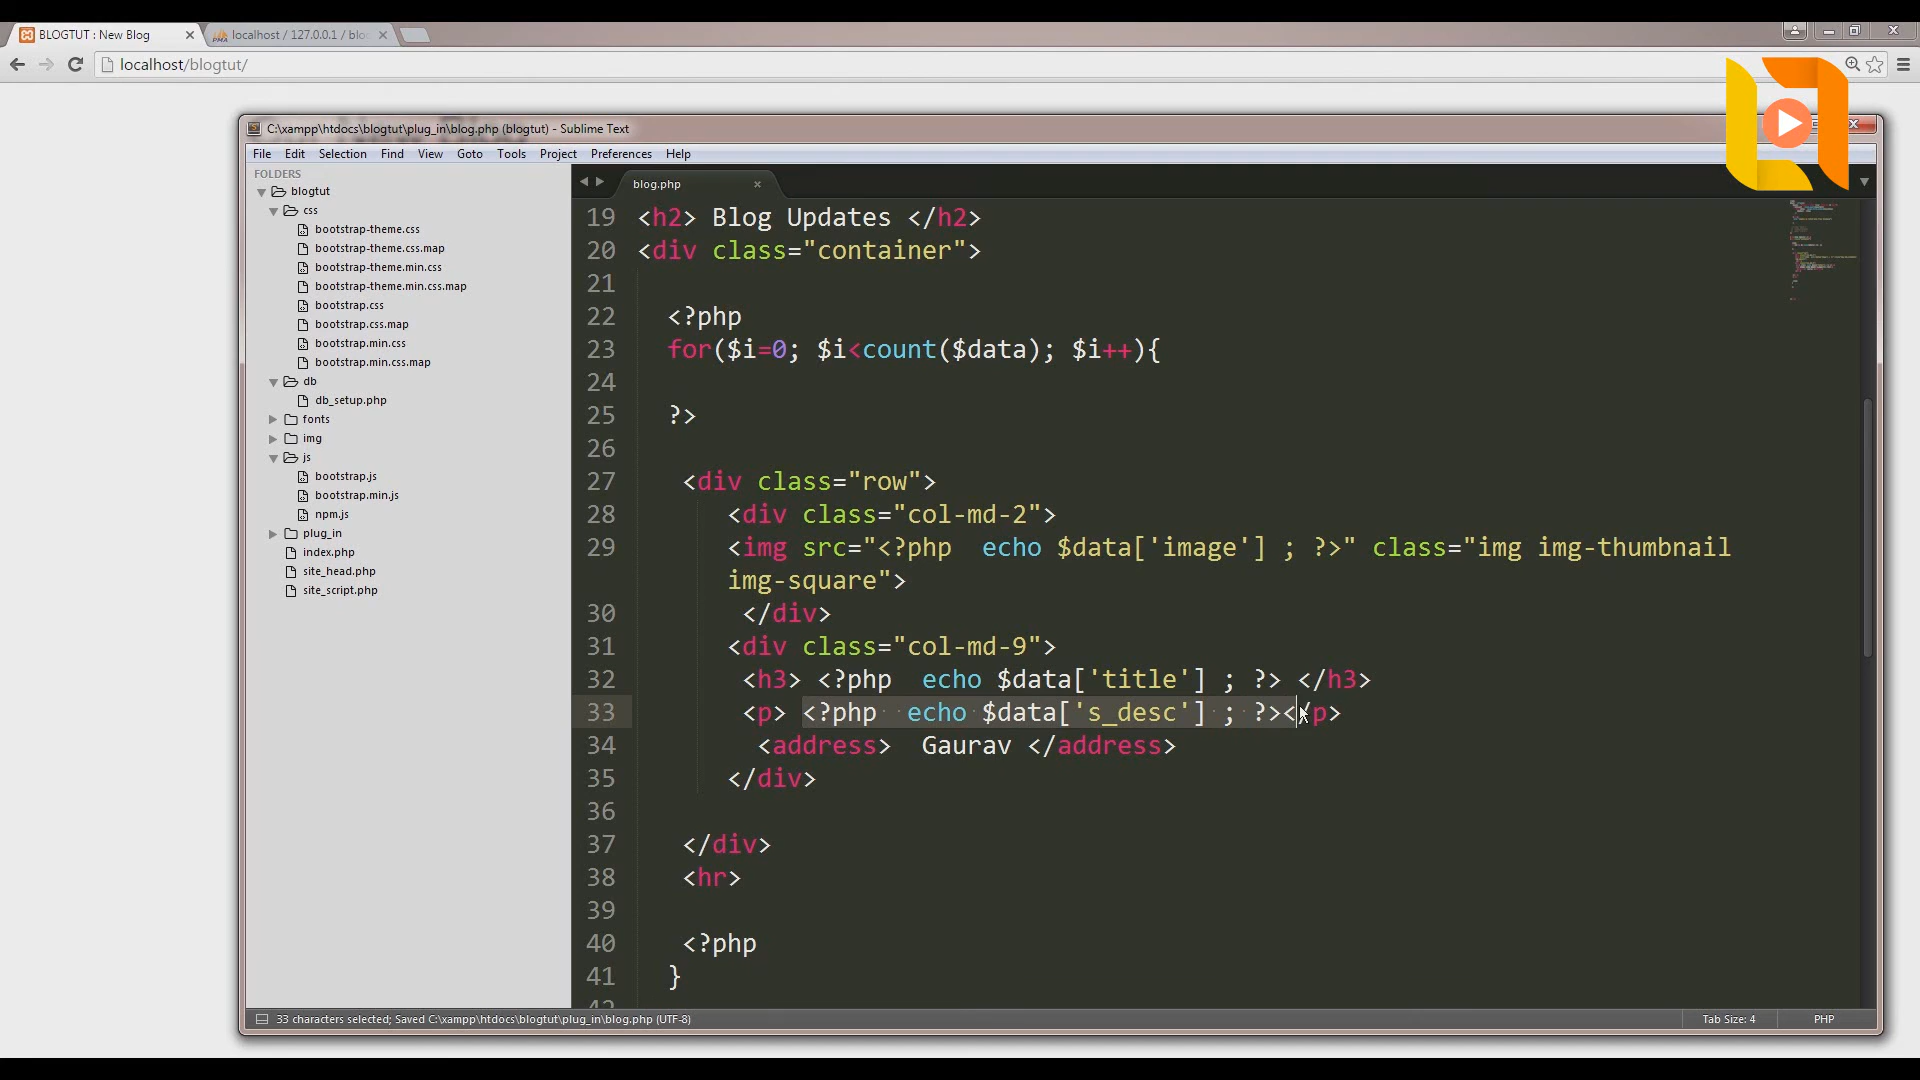 BLOGTUT : New Blog
localhost / 127.0.0.1 / blo
localhost/blogtut/
C:\xampp\htdocs\blogtut\plug_in\blog.php (blogtut) - Sublime Text
File Edit Selection Find View Goto Tools Project Preferences Help
FOLDERS
blogtut
css
bootstrap-theme.css
bootstrap-theme.css.map
bootstrap-theme.min.css
bootstrap-theme.min.css.map
bootstrap.css
bootstrap.css.map
bootstrap.min.css
bootstrap.min.css.map
db
db_setup.php
fonts
img
js
bootstrap.js
bootstrap.min.js
npm.js
plug_in
index.php
site_head.php
site_script.php
blog.php
19 <h2> Blog Updates </h2>
20 <div class="container">
21
22 <?php
23 for($i=0; $i<count($data); $i++){
24
25 ?>
26
27 <div class="row">
28 <div class="col-md-2">
29 <img src="<?php  echo $data['image'] ; ?>" class="img img-thumbnail
img-square">
30 </div>
31 <div class="col-md-9">
32 <h3> <?php  echo $data['title'] ; ?> </h3>
33 <p> <?php  echo $data['s_desc'] ; ?></p>
34 <address>  Gaurav </address>
35 </div>
36
37 </div>
38 <hr>
39
40 <?php
41 }
42
33 characters selected; Saved C:\xampp\htdocs\blogtut\plug_in\blog.php (UTF-8)
Tab Size: 4
PHP